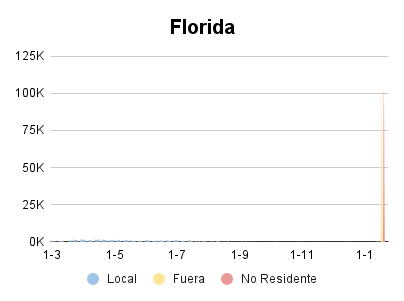 Florida
125K
100K
75K
50K
25K
0K
1-3 1-5 1-7 1-9 1-11 1-1
Local Fuera No Residente